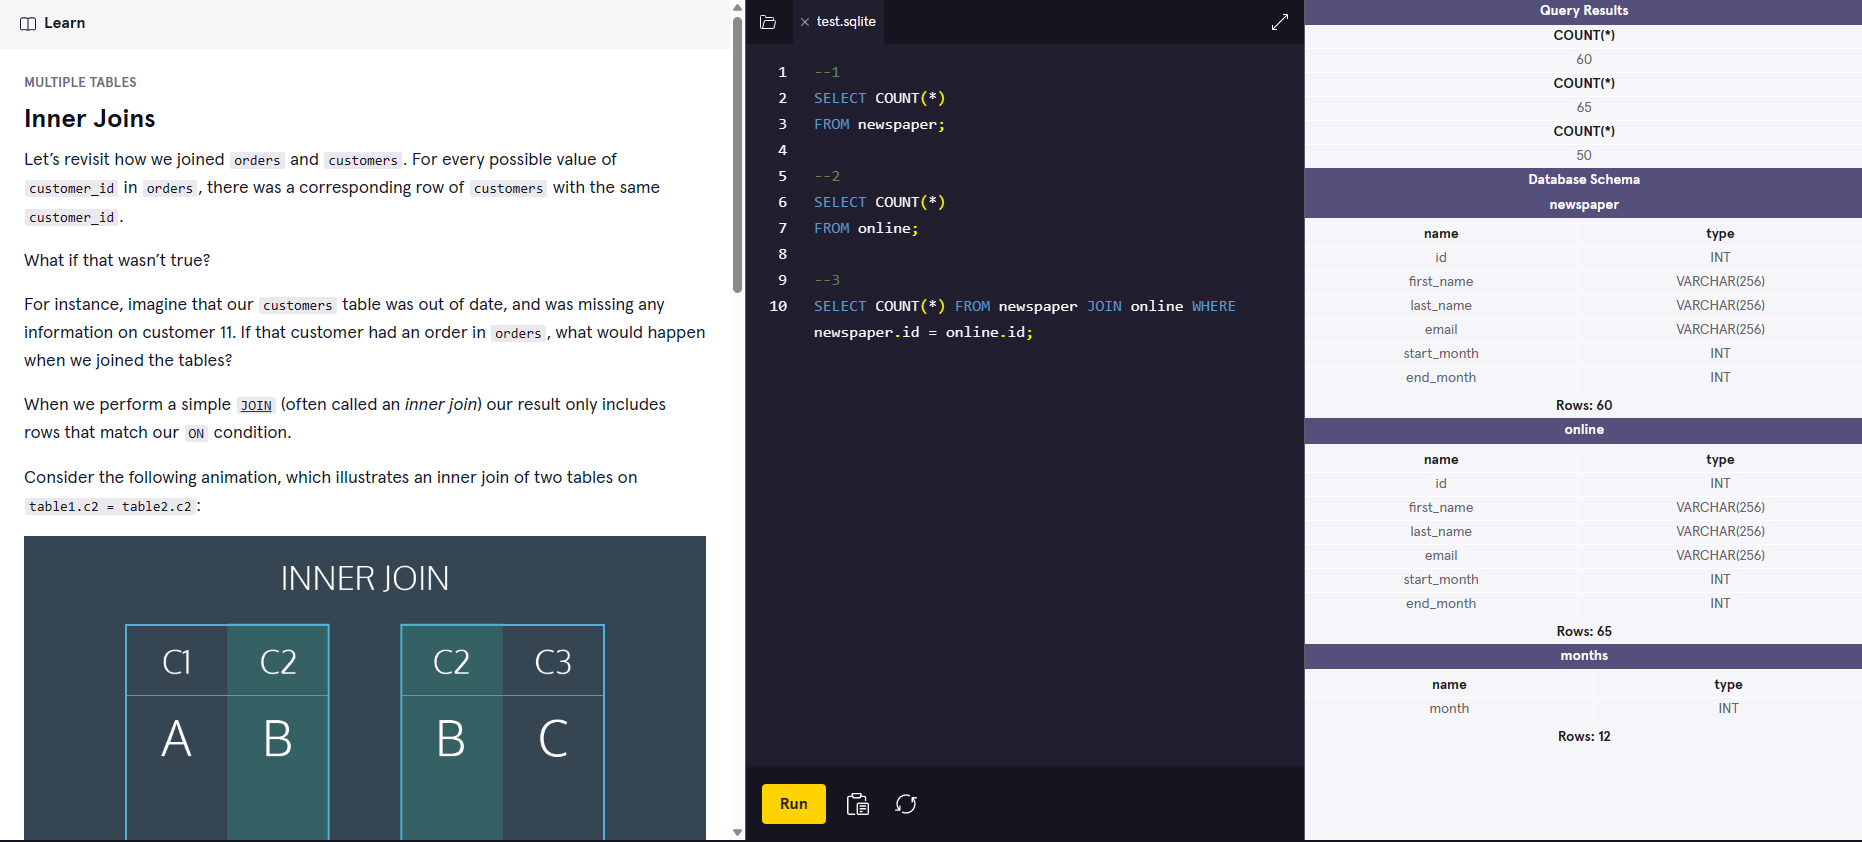 Learn
MULTIPLE TABLES
Inner Joins
Let’s revisit how we joined orders and customers. For every possible value of
customer_id in orders, there was a corresponding row of customers with the same
customer_id.
What if that wasn’t true?
For instance, imagine that our customers table was out of date, and was missing any
information on customer 11. If that customer had an order in orders, what would happen
when we joined the tables?
When we perform a simple JOIN (often called an inner join) our result only includes
rows that match our ON condition.
Consider the following animation, which illustrates an inner join of two tables on
table1.c2 = table2.c2:
INNER JOIN
C1 C2 C2 C3
A B B C
test.sqlite
1 --1
2 SELECT COUNT(*)
3 FROM newspaper;
4
5 --2
6 SELECT COUNT(*)
7 FROM online;
8
9 --3
10 SELECT COUNT(*) FROM newspaper JOIN online WHERE
newspaper.id = online.id;
Run
Query Results
COUNT(*)
60
COUNT(*)
65
COUNT(*)
50
Database Schema
newspaper
name type
id INT
first_name VARCHAR(256)
last_name VARCHAR(256)
email VARCHAR(256)
start_month INT
end_month INT
Rows: 60
online
name type
id INT
first_name VARCHAR(256)
last_name VARCHAR(256)
email VARCHAR(256)
start_month INT
end_month INT
Rows: 65
months
name type
month INT
Rows: 12